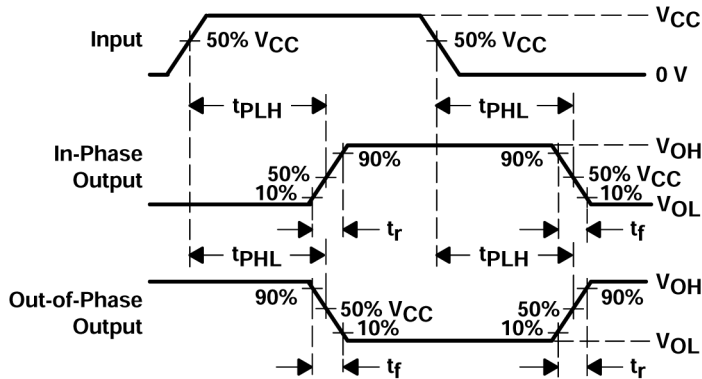 VCC
Input
50% VCC
50% VCC
0 V
tPLH
tPHL
In-Phase
Output
VOH
90%
90%
50%
50% VCC
10%
10%
VOL
tr
tf
tPHL
tPLH
Out-of-Phase
Output
VOH
90%
90%
50% VCC
50%
10%
10%
VOL
tf
tr